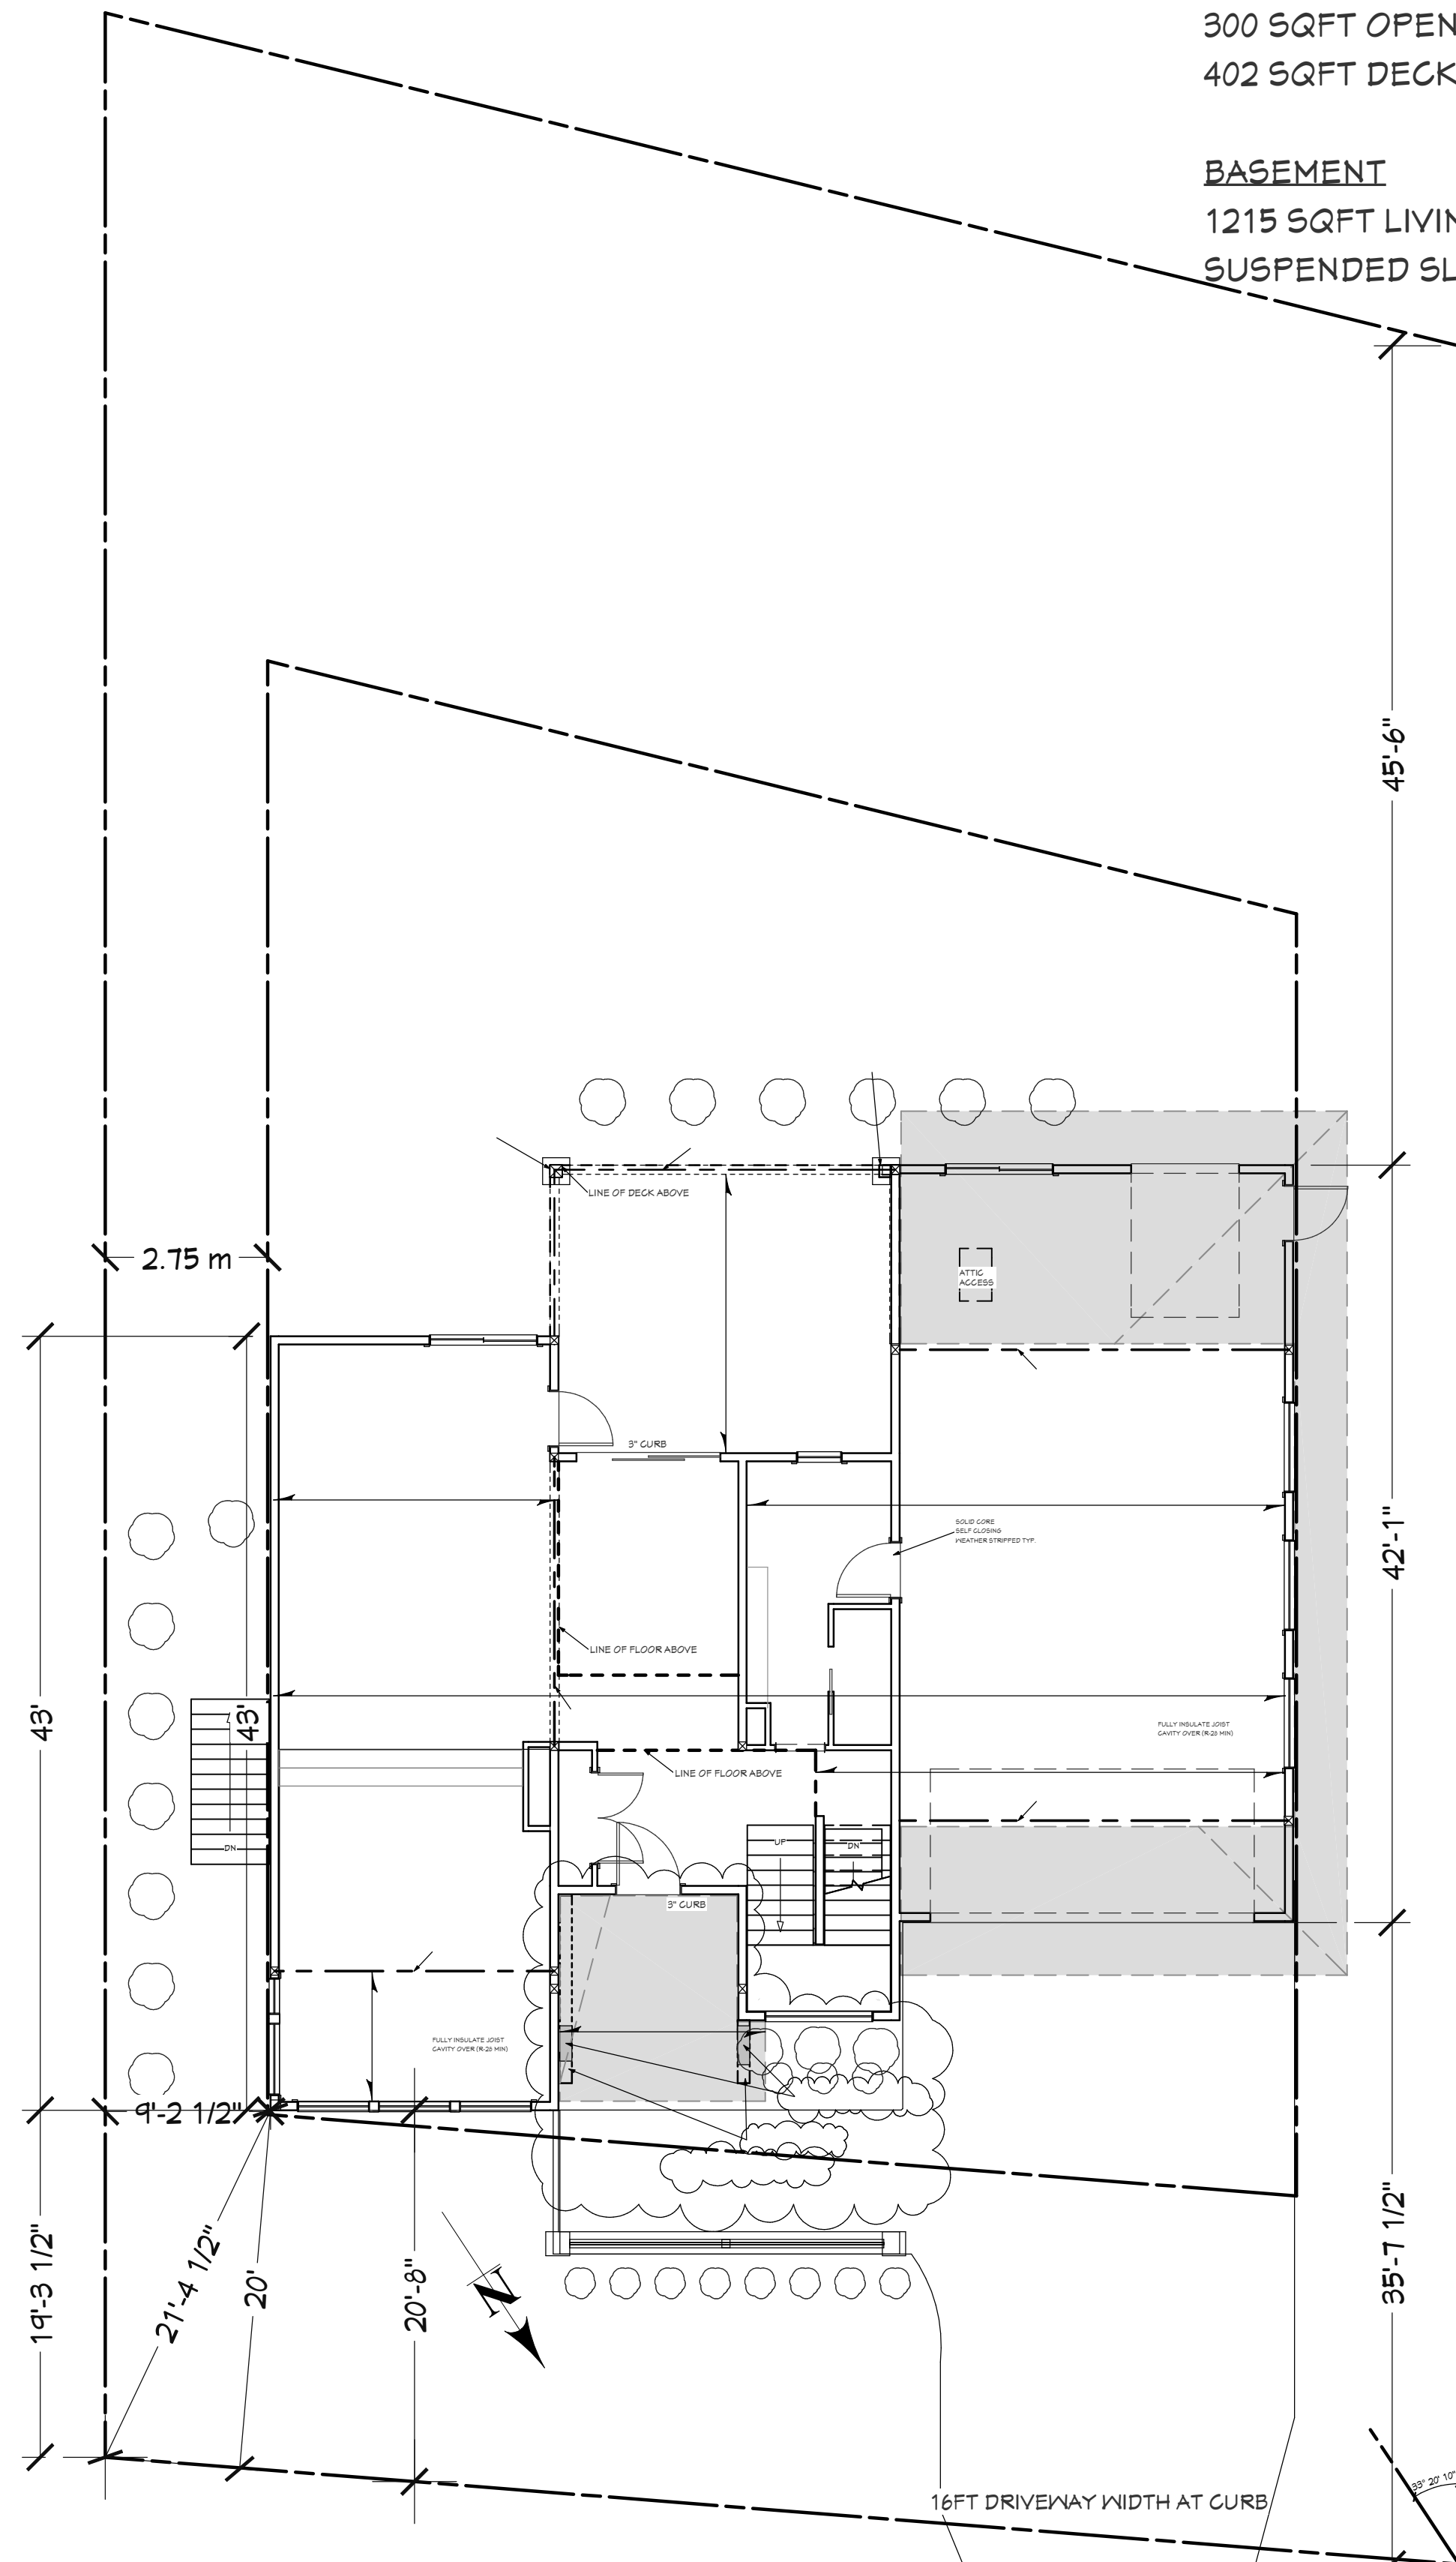 300 SQFT OPEN
402 SQFT DECK
BASEMENT
1215 SQFT LIVIN
SUSPENDED SL
45'-6"
LINE OF DECK ABOVE
2.75 m
ATTIC
ACCESS
3" CURB
SOLID CORE
SELF CLOSING
WEATHER STRIPPED TYP.
42'-1"
LINE OF FLOOR ABOVE
43'
43'
FULLY INSULATE JOIST
CAVITY OVER (R-28 MIN)
LINE OF FLOOR ABOVE
UP
DN
DN
3" CURB
FULLY INSULATE JOIST
CAVITY OVER (R-28 MIN)
9'-2 1/2"
19'-3 1/2"
21'-4 1/2"
20'
20'-8"
N
35'-7 1/2"
16FT DRIVEWAY WIDTH AT CURB
33° 20' 10"